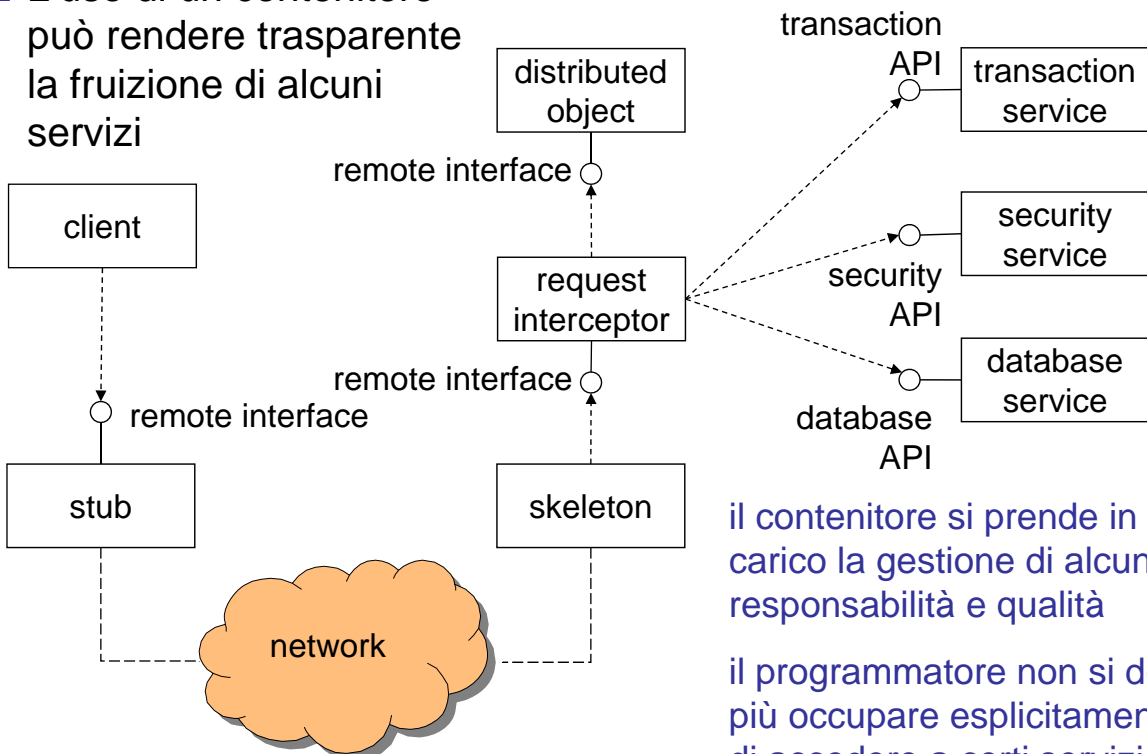 può rendere trasparente
la fruizione di alcuni
servizi
transaction
API
transaction
service
distributed
object
remote interface
client
security
service
security
API
request
interceptor
remote interface
database
service
database
API
remote interface
stub
skeleton
network
il contenitore si prende in
carico la gestione di alcun
responsabilità e qualità
il programmatore non si d
più occupare esplicitamen